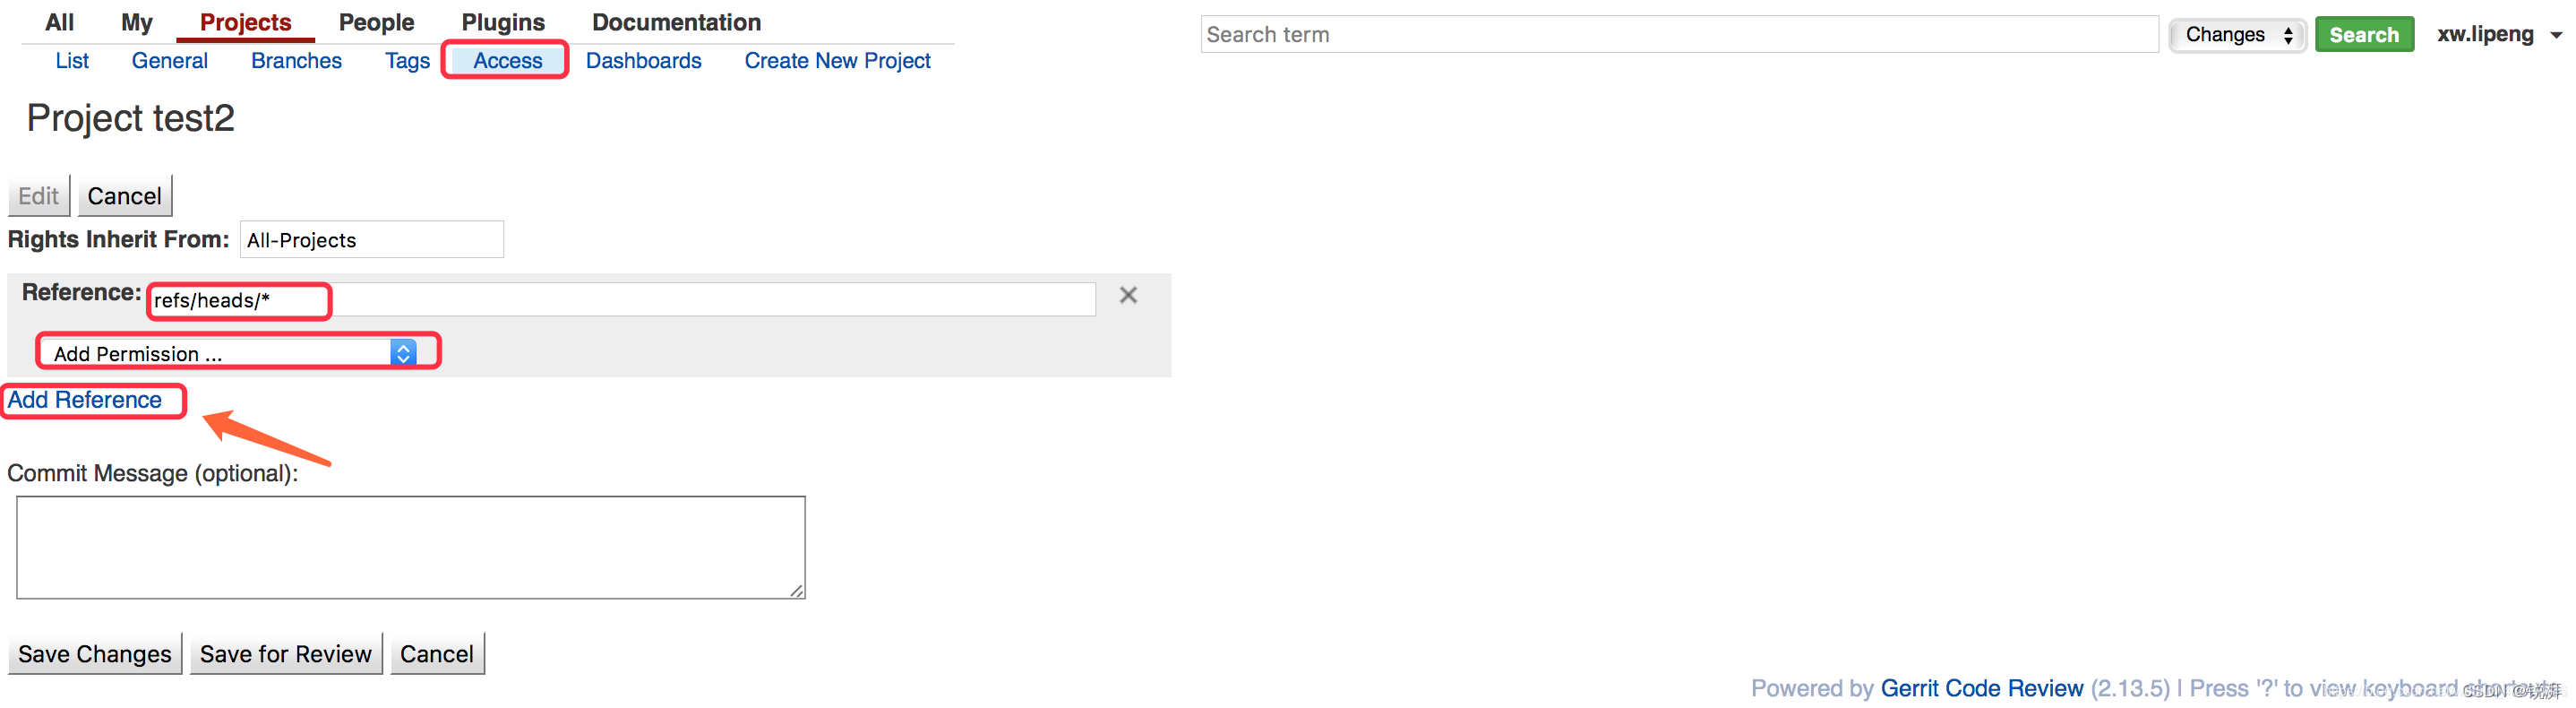 All My Projects People Plugins Documentation
Search term Changes Search xw.lipeng
List General Branches Tags Access Dashboards Create New Project
Project test2
Edit Cancel
Rights Inherit From: All-Projects
Reference: refs/heads/*
Add Permission ...
Add Reference
Commit Message (optional):
Save Changes Save for Review Cancel
Powered by Gerrit Code Review (2.13.5) | Press '?' to view keyboard shortcuts
CSDN